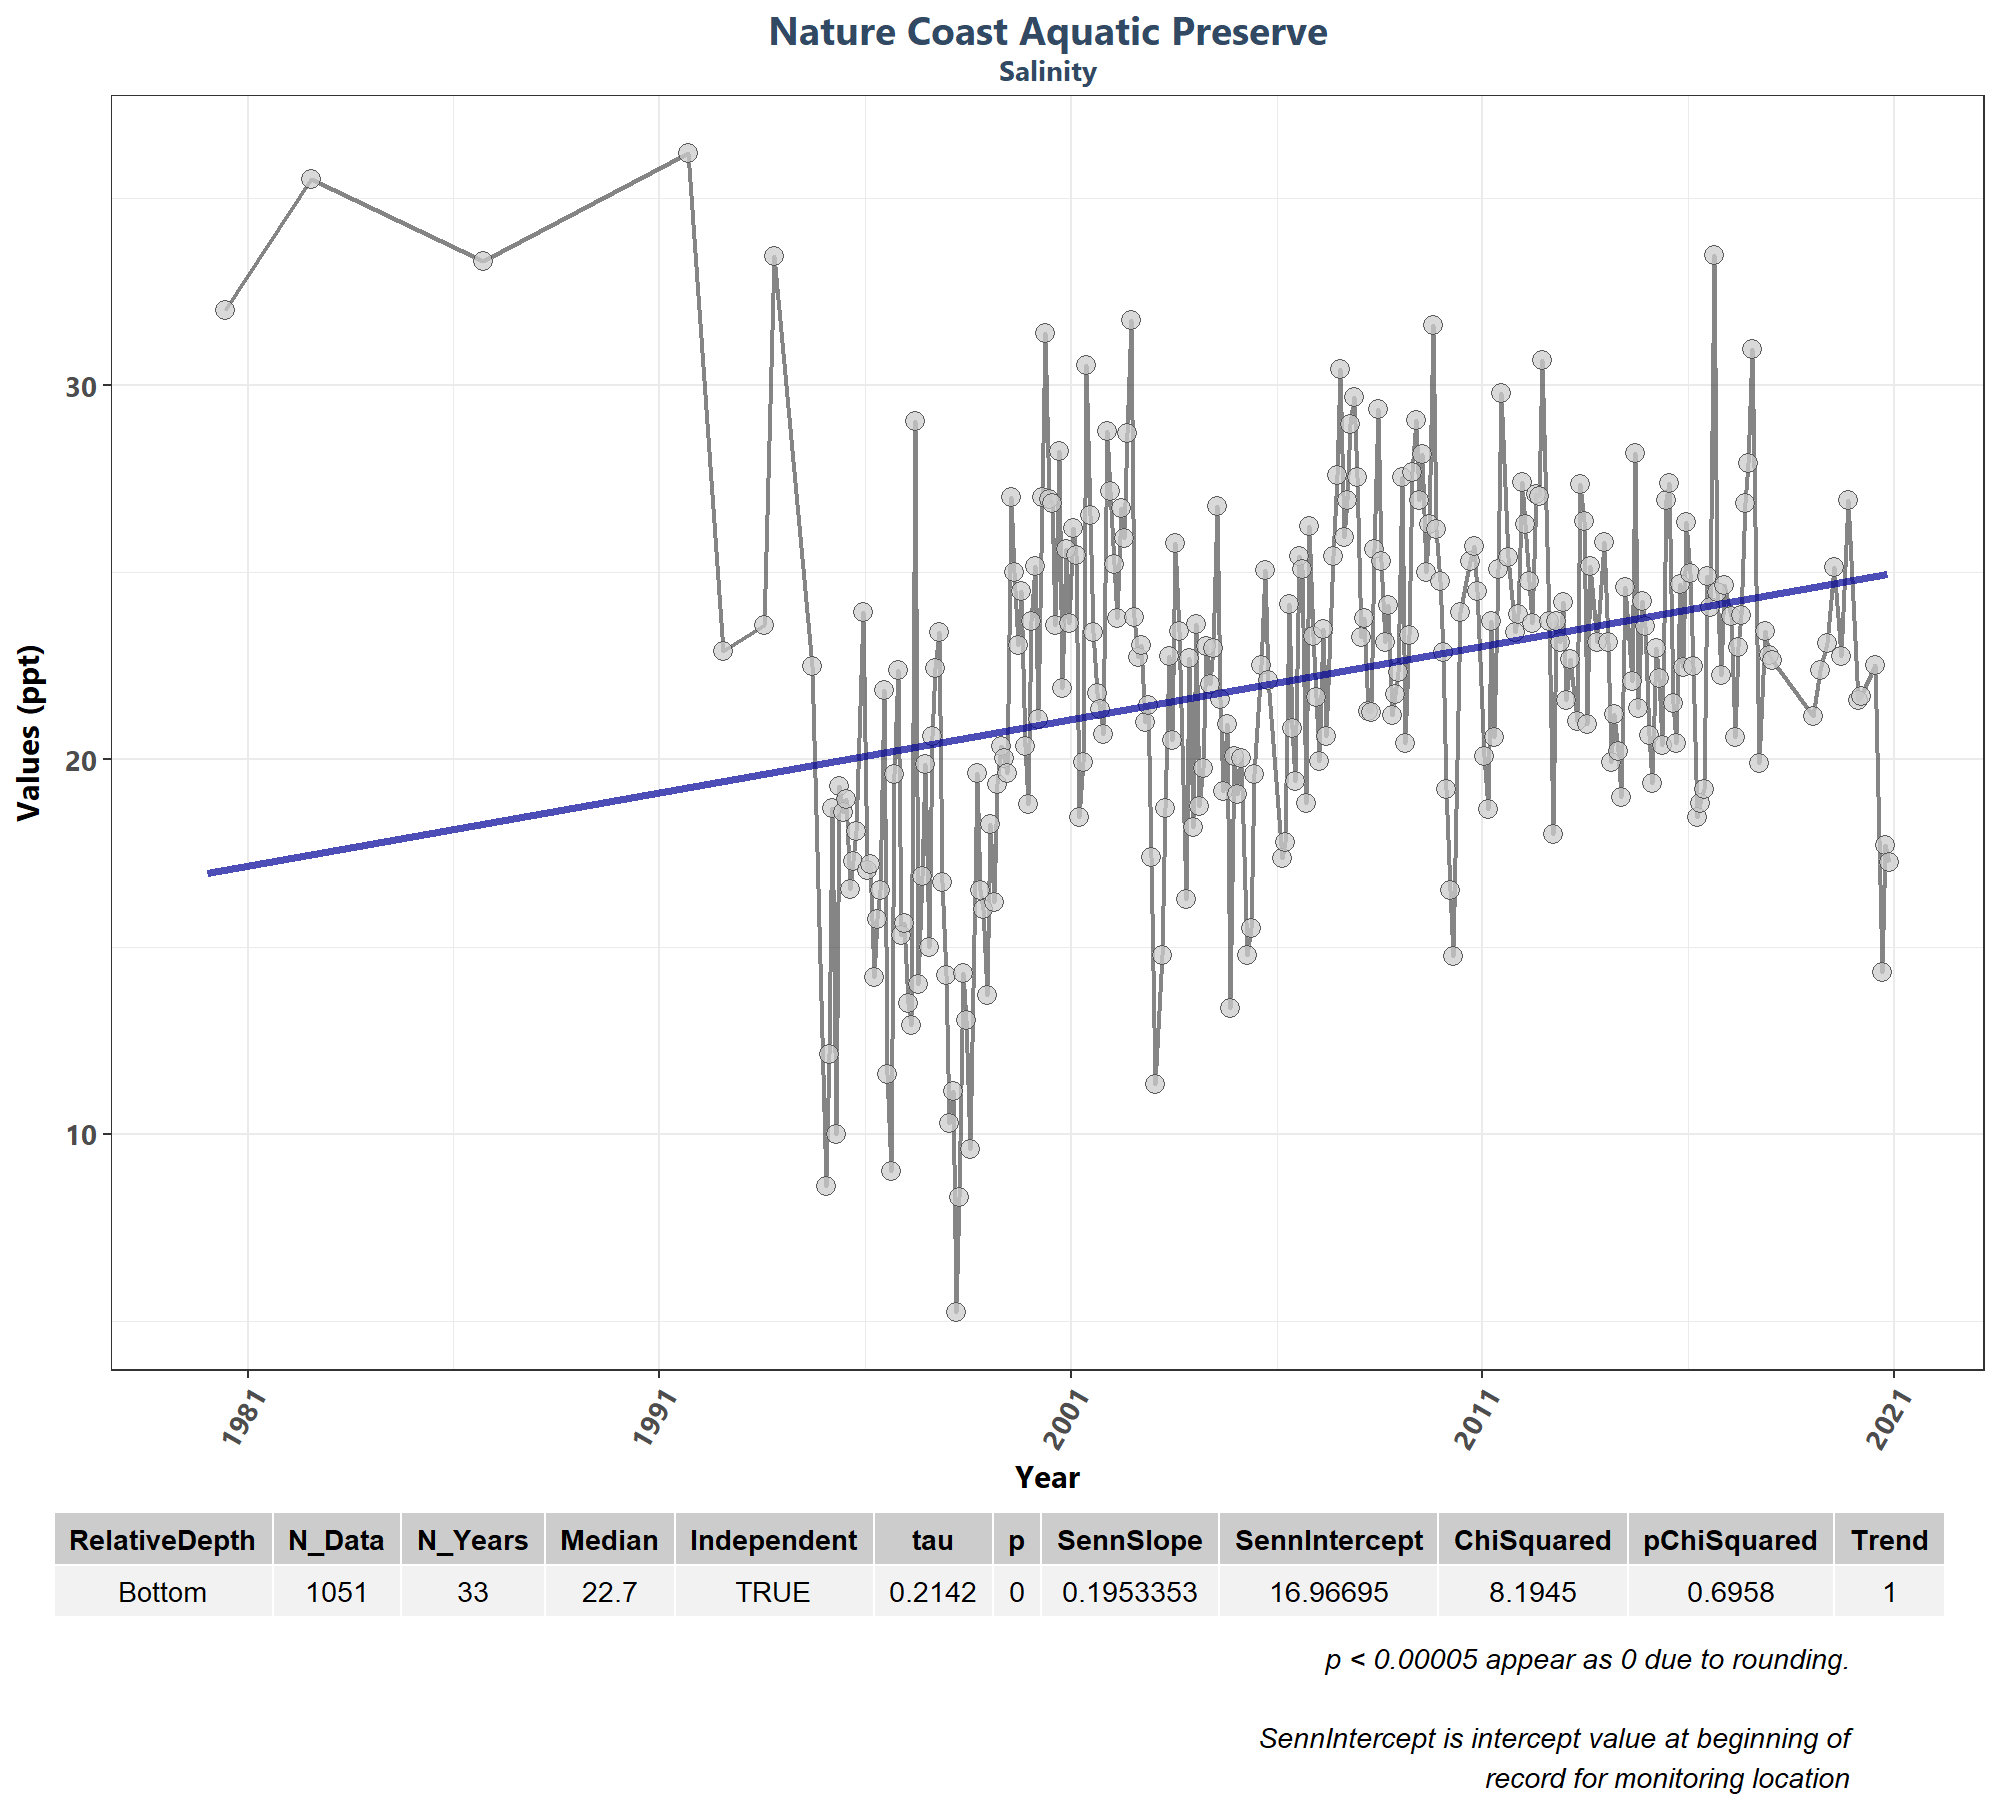 Nature Coast Aquatic Preserve
Salinity
Values (ppt)
30
20
10
1981
1991
2001
2011
2021
Year
RelativeDepth N_Data N_Years Median Independent tau p SennSlope SennIntercept ChiSquared pChiSquared Trend
Bottom 1051 33 22.7 TRUE 0.2142 0 0.1953353 16.96695 8.1945 0.6958 1
p < 0.00005 appear as 0 due to rounding.
SennIntercept is intercept value at beginning of
record for monitoring location